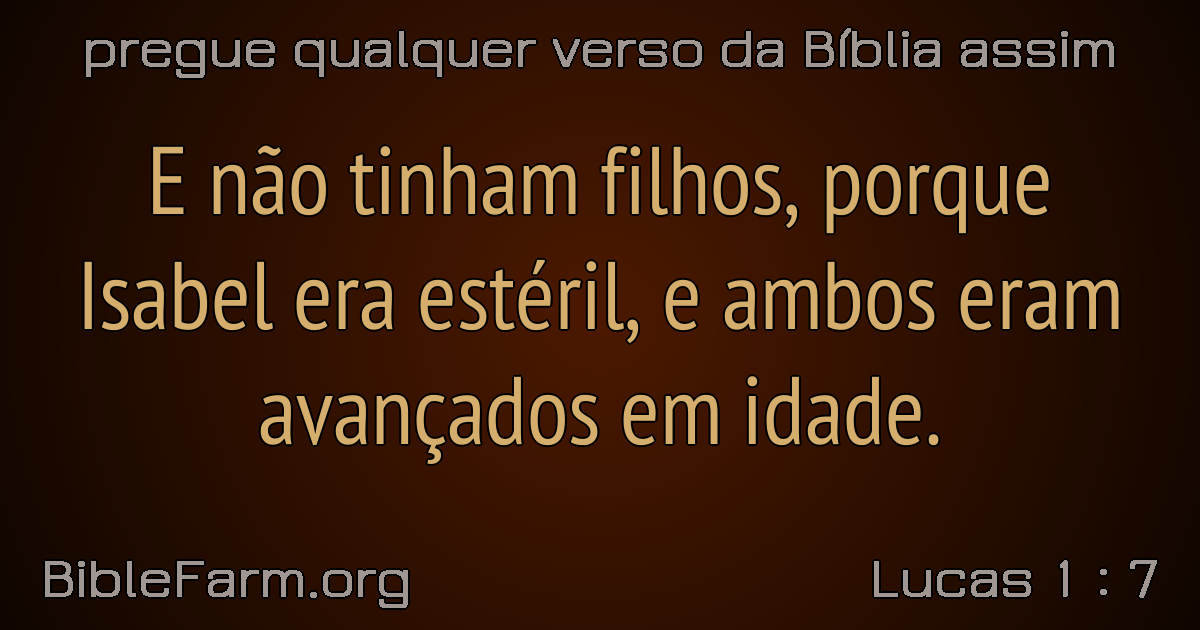 pregue qualquer verso da Bíblia assim
E não tinham filhos, porque
Isabel era estéril, e ambos eram
avançados em idade.
BibleFarm.org
Lucas 1 : 7